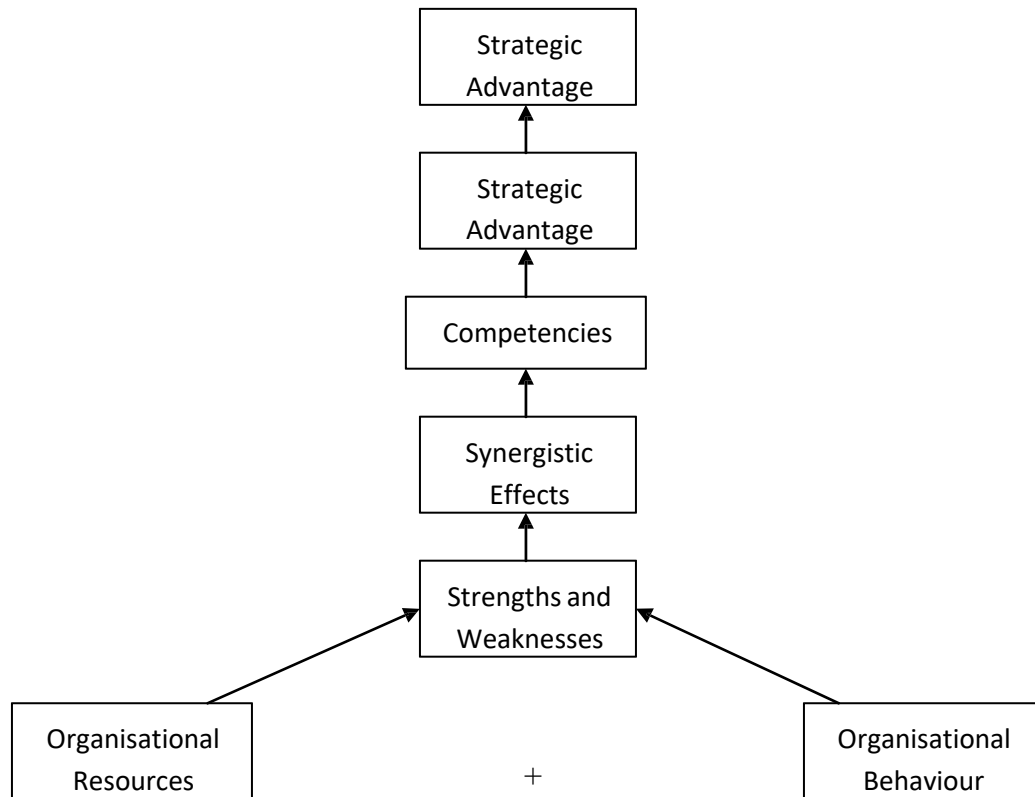 Strategic
Advantage
Strategic
Advantage
Competencies
Synergistic
Effects
Strengths and
Weaknesses
Organisational
Resources
+
Organisational
Behaviour